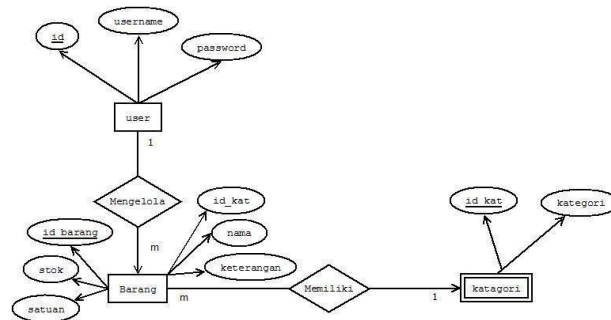 username
id
password
user
1
Mengelola
id_kat
id_kat
kategori
id_barang
nama
m
stok
keterangan
Barang
m
Memiliki
1
katagori
satuan